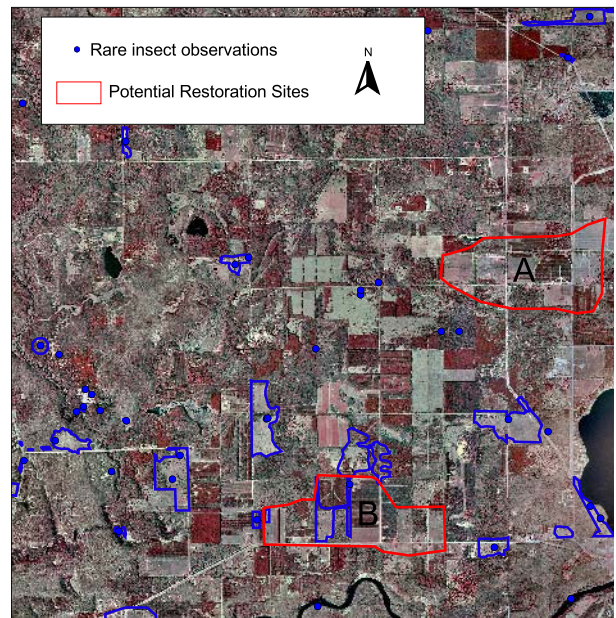 Rare insect observations
N
Potential Restoration Sites
A
B